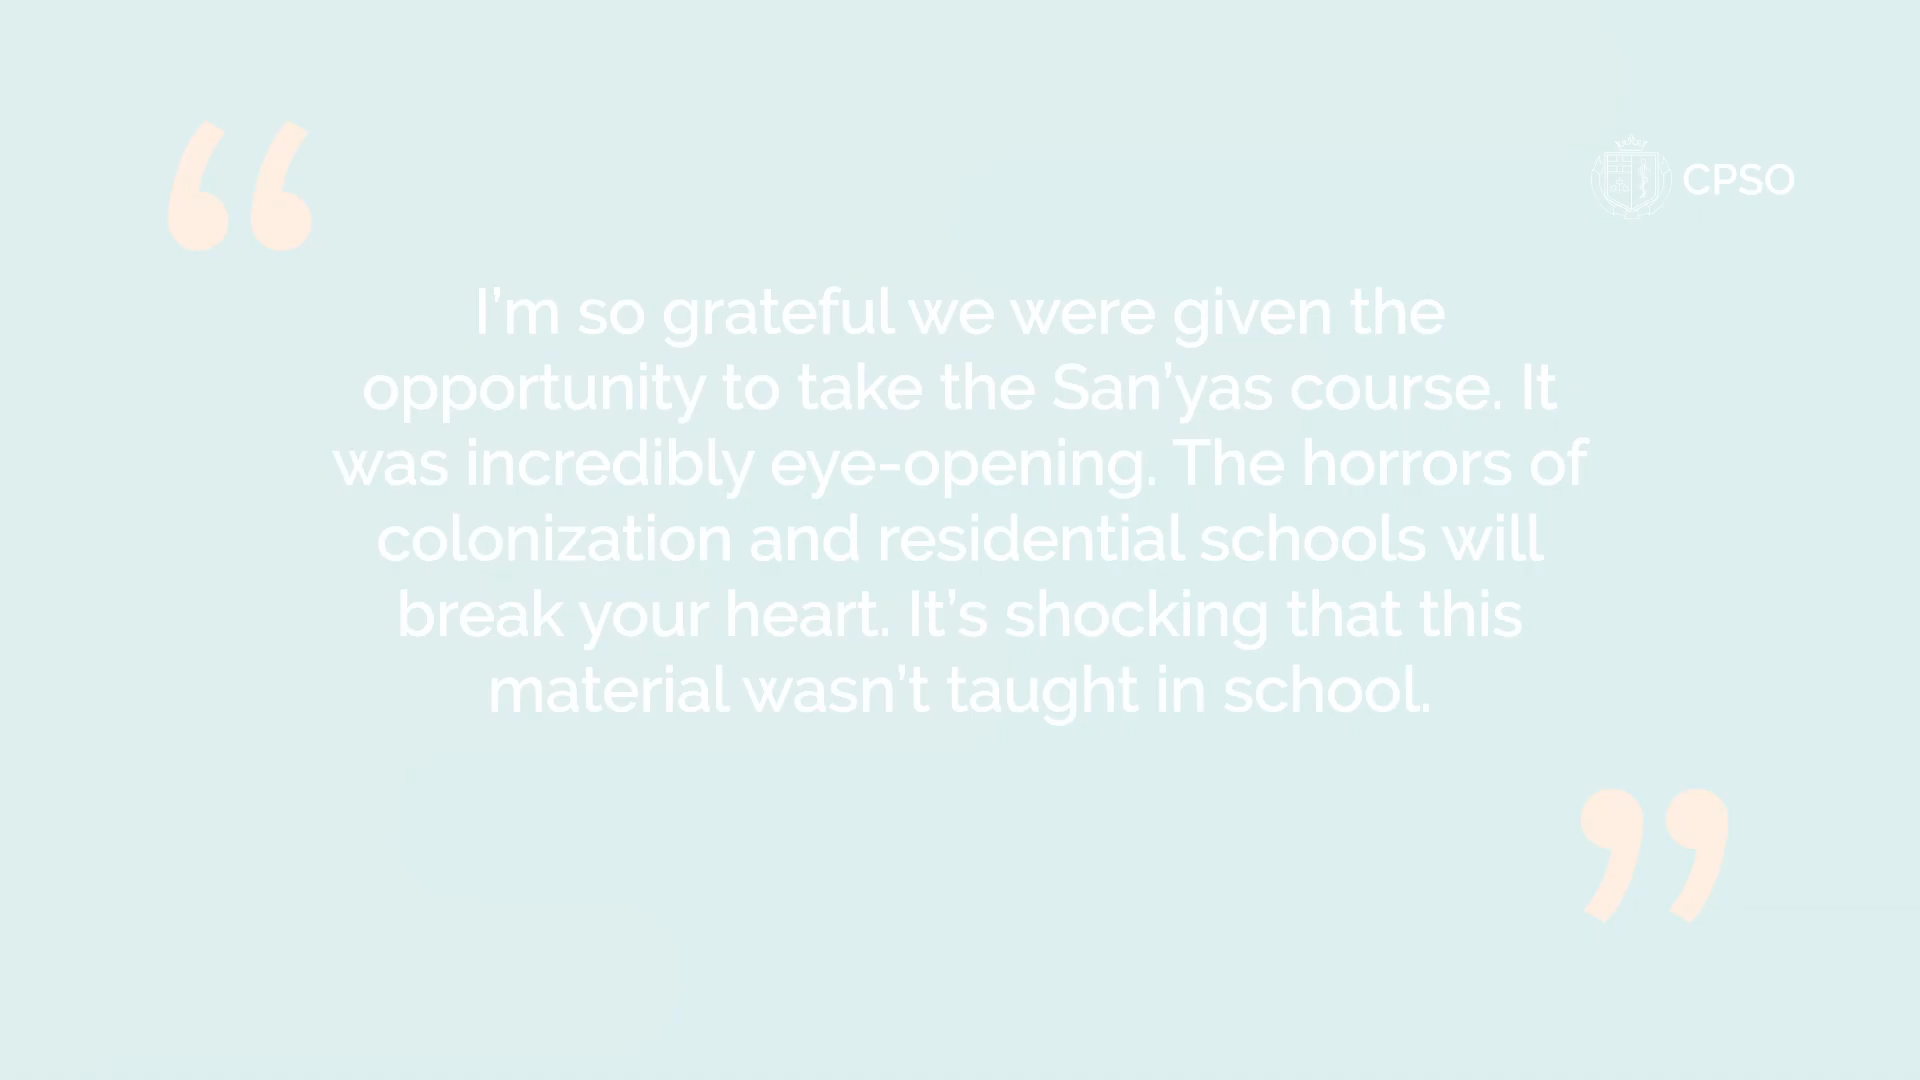 “
CPSO
I’m so grateful we were given the
opportunity to take the San’yas course. It
was incredibly eye-opening. The horrors of
colonization and residential schools will
break your heart. It’s shocking that this
material wasn’t taught in school.
”